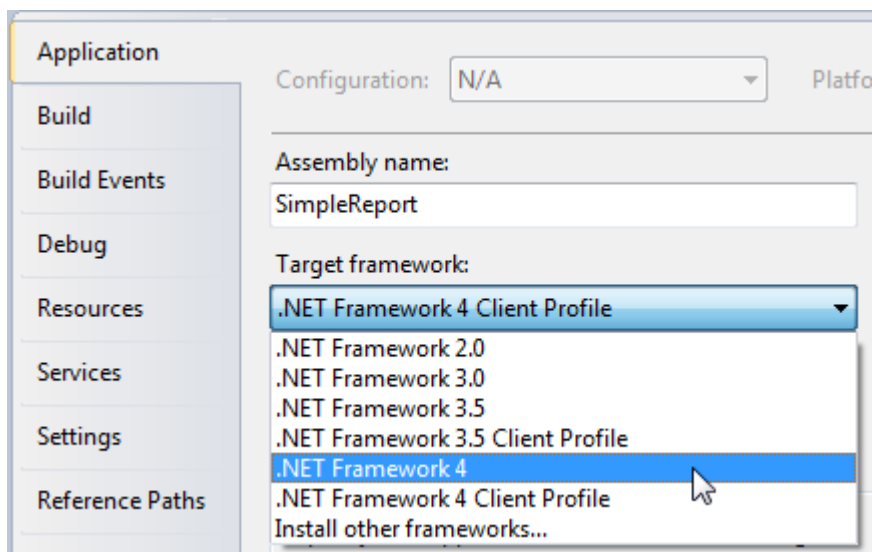 Application
Build
Build Events
Debug
Resources
Services
Settings
Reference Paths
Configuration: N/A
Assembly name:
SimpleReport
Target framework:
.NET Framework 4 Client Profile
.NET Framework 2.0
.NET Framework 3.0
.NET Framework 3.5
.NET Framework 3.5 Client Profile
.NET Framework 4
.NET Framework 4 Client Profile
Install other frameworks...